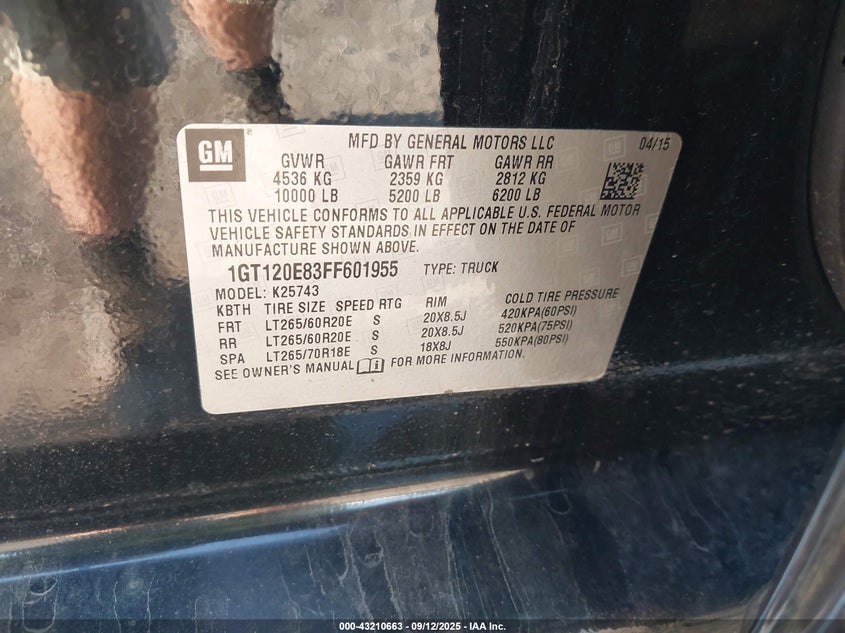 GM
MFD BY GENERAL MOTORS LLC 04/15
GVWR GAWR FRT GAWR RR
4536 KG 2359 KG 2812 KG
10000 LB 5200 LB 6200 LB
THIS VEHICLE CONFORMS TO ALL APPLICABLE U.S. FEDERAL MOTOR
VEHICLE SAFETY STANDARDS IN EFFECT ON THE DATE OF
MANUFACTURE SHOWN ABOVE.
1GT120E83FF601955 TYPE: TRUCK
MODEL: K25743
KBTH TIRE SIZE SPEED RTG RIM COLD TIRE PRESSURE
FRT LT265/60R20E S 20X8.5J 420KPA(60PSI)
RR LT265/60R20E S 20X8.5J 520KPA(75PSI)
SPA LT265/70R18E S 18X8J 550KPA(80PSI)
SEE OWNER'S MANUAL i FOR MORE INFORMATION.
000-43210663 - 09/12/2025 - IAA Inc.